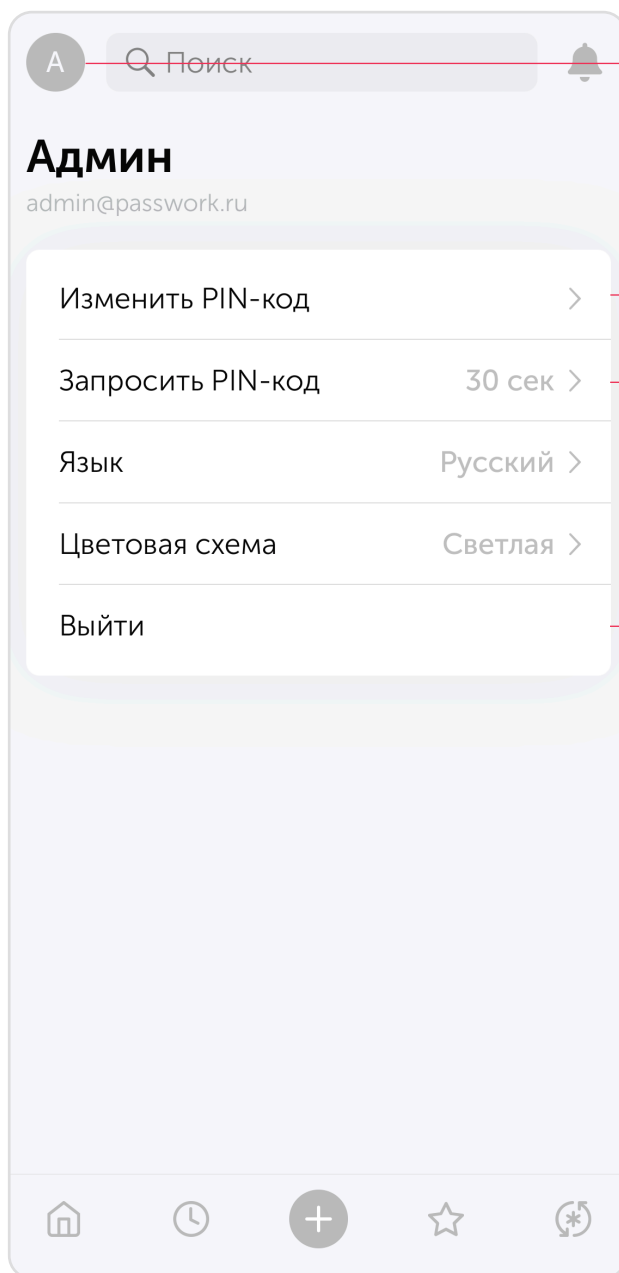 А Поиск
Админ
admin@passwork.ru
Изменить PIN-код
Запросить PIN-код 30 сек
Язык Русский
Цветовая схема Светлая
Выйти